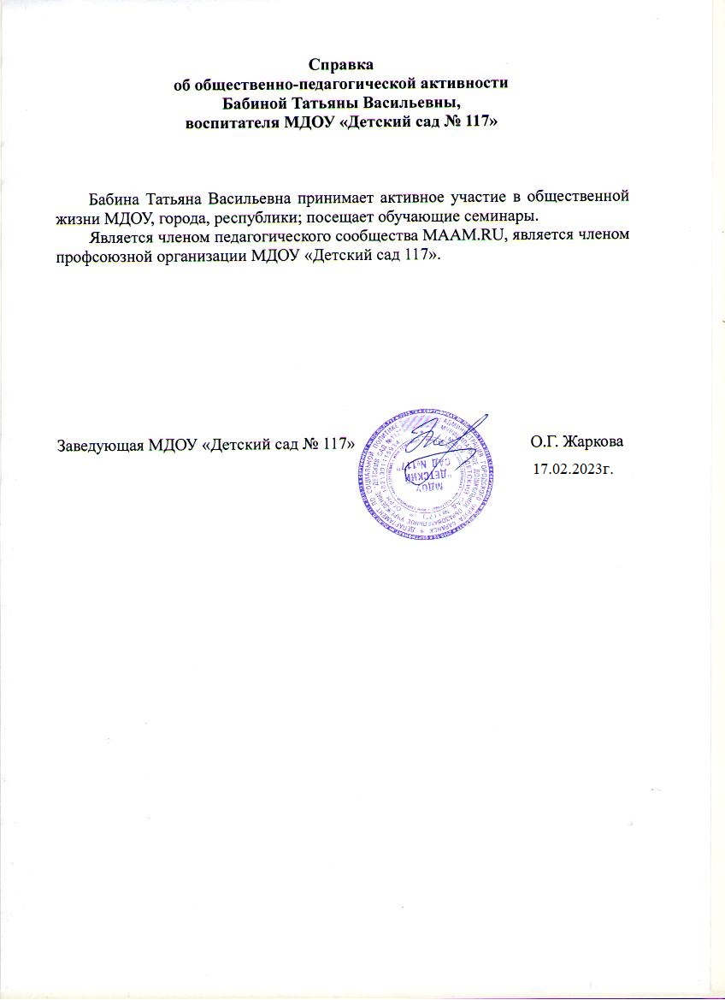 Справка
об общественно-педагогической активности
Бабиной Татьяны Васильевны,
воспитателя МДОУ «Детский сад № 117»
Бабина Татьяна Васильевна принимает активное участие в общественной
жизни МДОУ, города, республики; посещает обучающие семинары.
Является членом педагогического сообщества MAAM.RU, является членом
профсоюзной организации МДОУ «Детский сад 117».
Заведующая МДОУ «Детский сад № 117»
О.Г. Жаркова
17.02.2023г.
МДОУ
"ДЕТСКИЙ
САД №117"